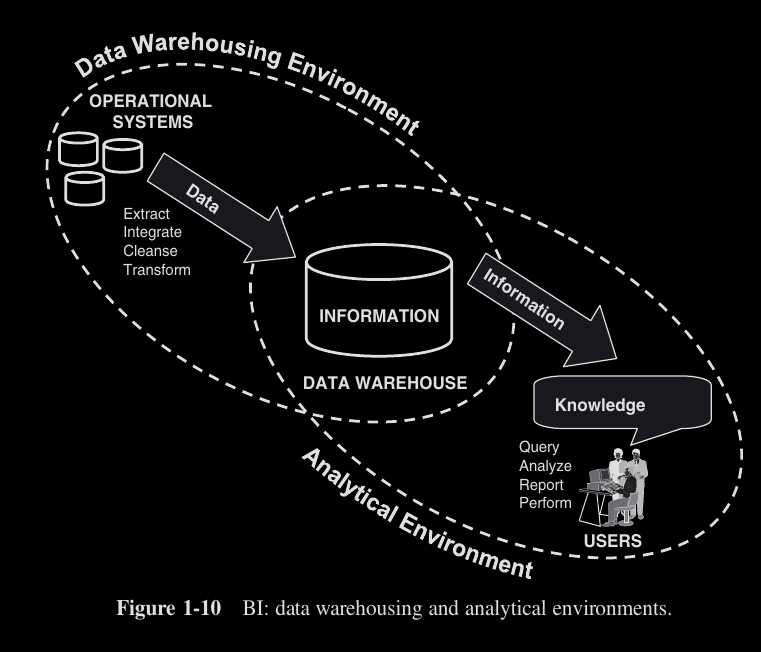 Data Warehousing Environment
OPERATIONAL
SYSTEMS
Data
Extract
Integrate
Cleanse
Transform
INFORMATION
DATA WAREHOUSE
Information
Knowledge
Query
Analyze
Report
Perform
USERS
Analytical Environment
Figure 1-10 BI: data warehousing and analytical environments.